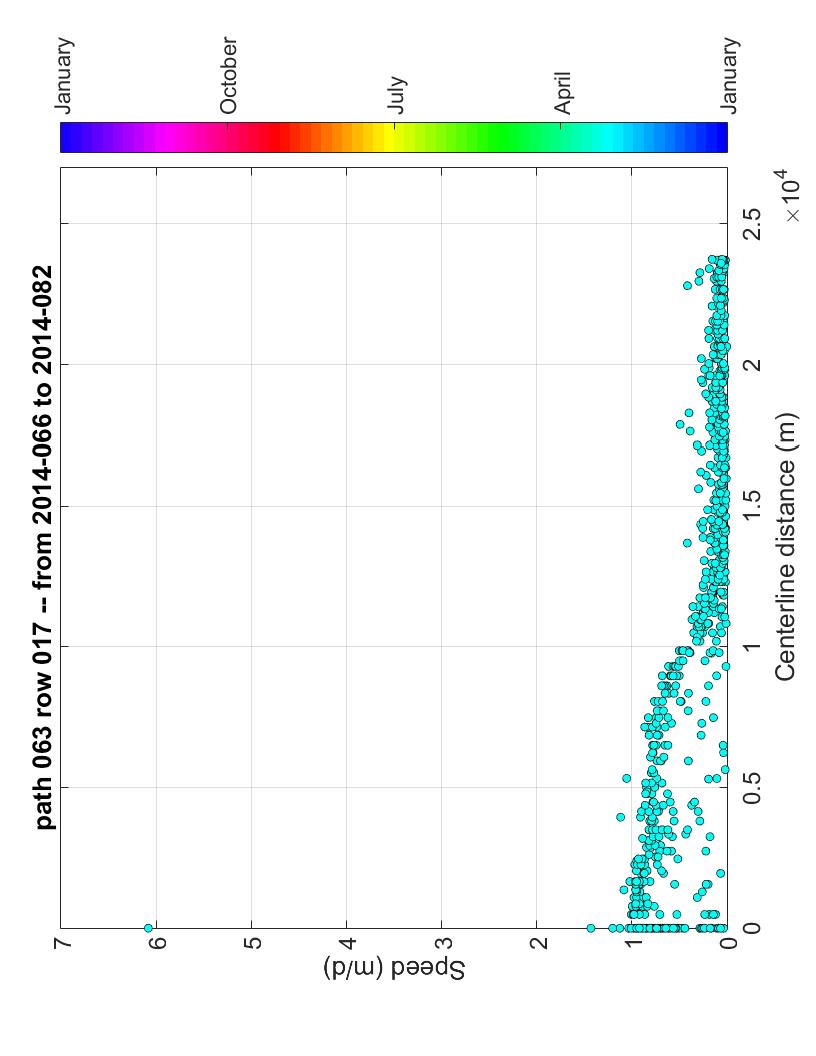 path 063 row 017 -- from 2014-066 to 2014-082
7
6
5
4
3
2
1
0
Speed (m/d)
0 0.5 1 1.5 2 2.5
×10^4
Centerline distance (m)
January
October
July
April
January